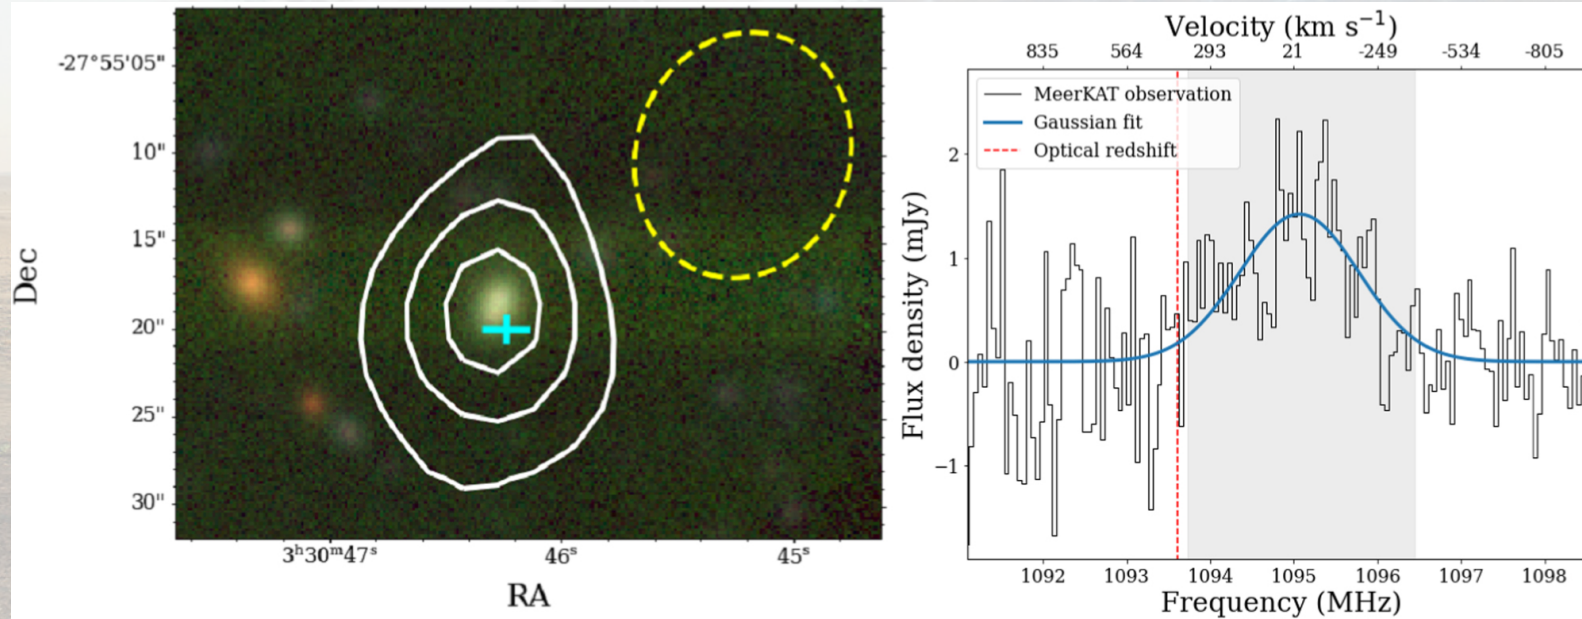 -27°55'05"
10"
15"
20"
25"
30"
Dec
3ʰ30ᵐ47ˢ 46ˢ 45ˢ
RA
Velocity (km s⁻¹)
835 564 293 21 -249 -534 -805
MeerKAT observation
Gaussian fit
Optical redshift
Flux density (mJy)
2
1
0
−1
1092 1093 1094 1095 1096 1097 1098
Frequency (MHz)